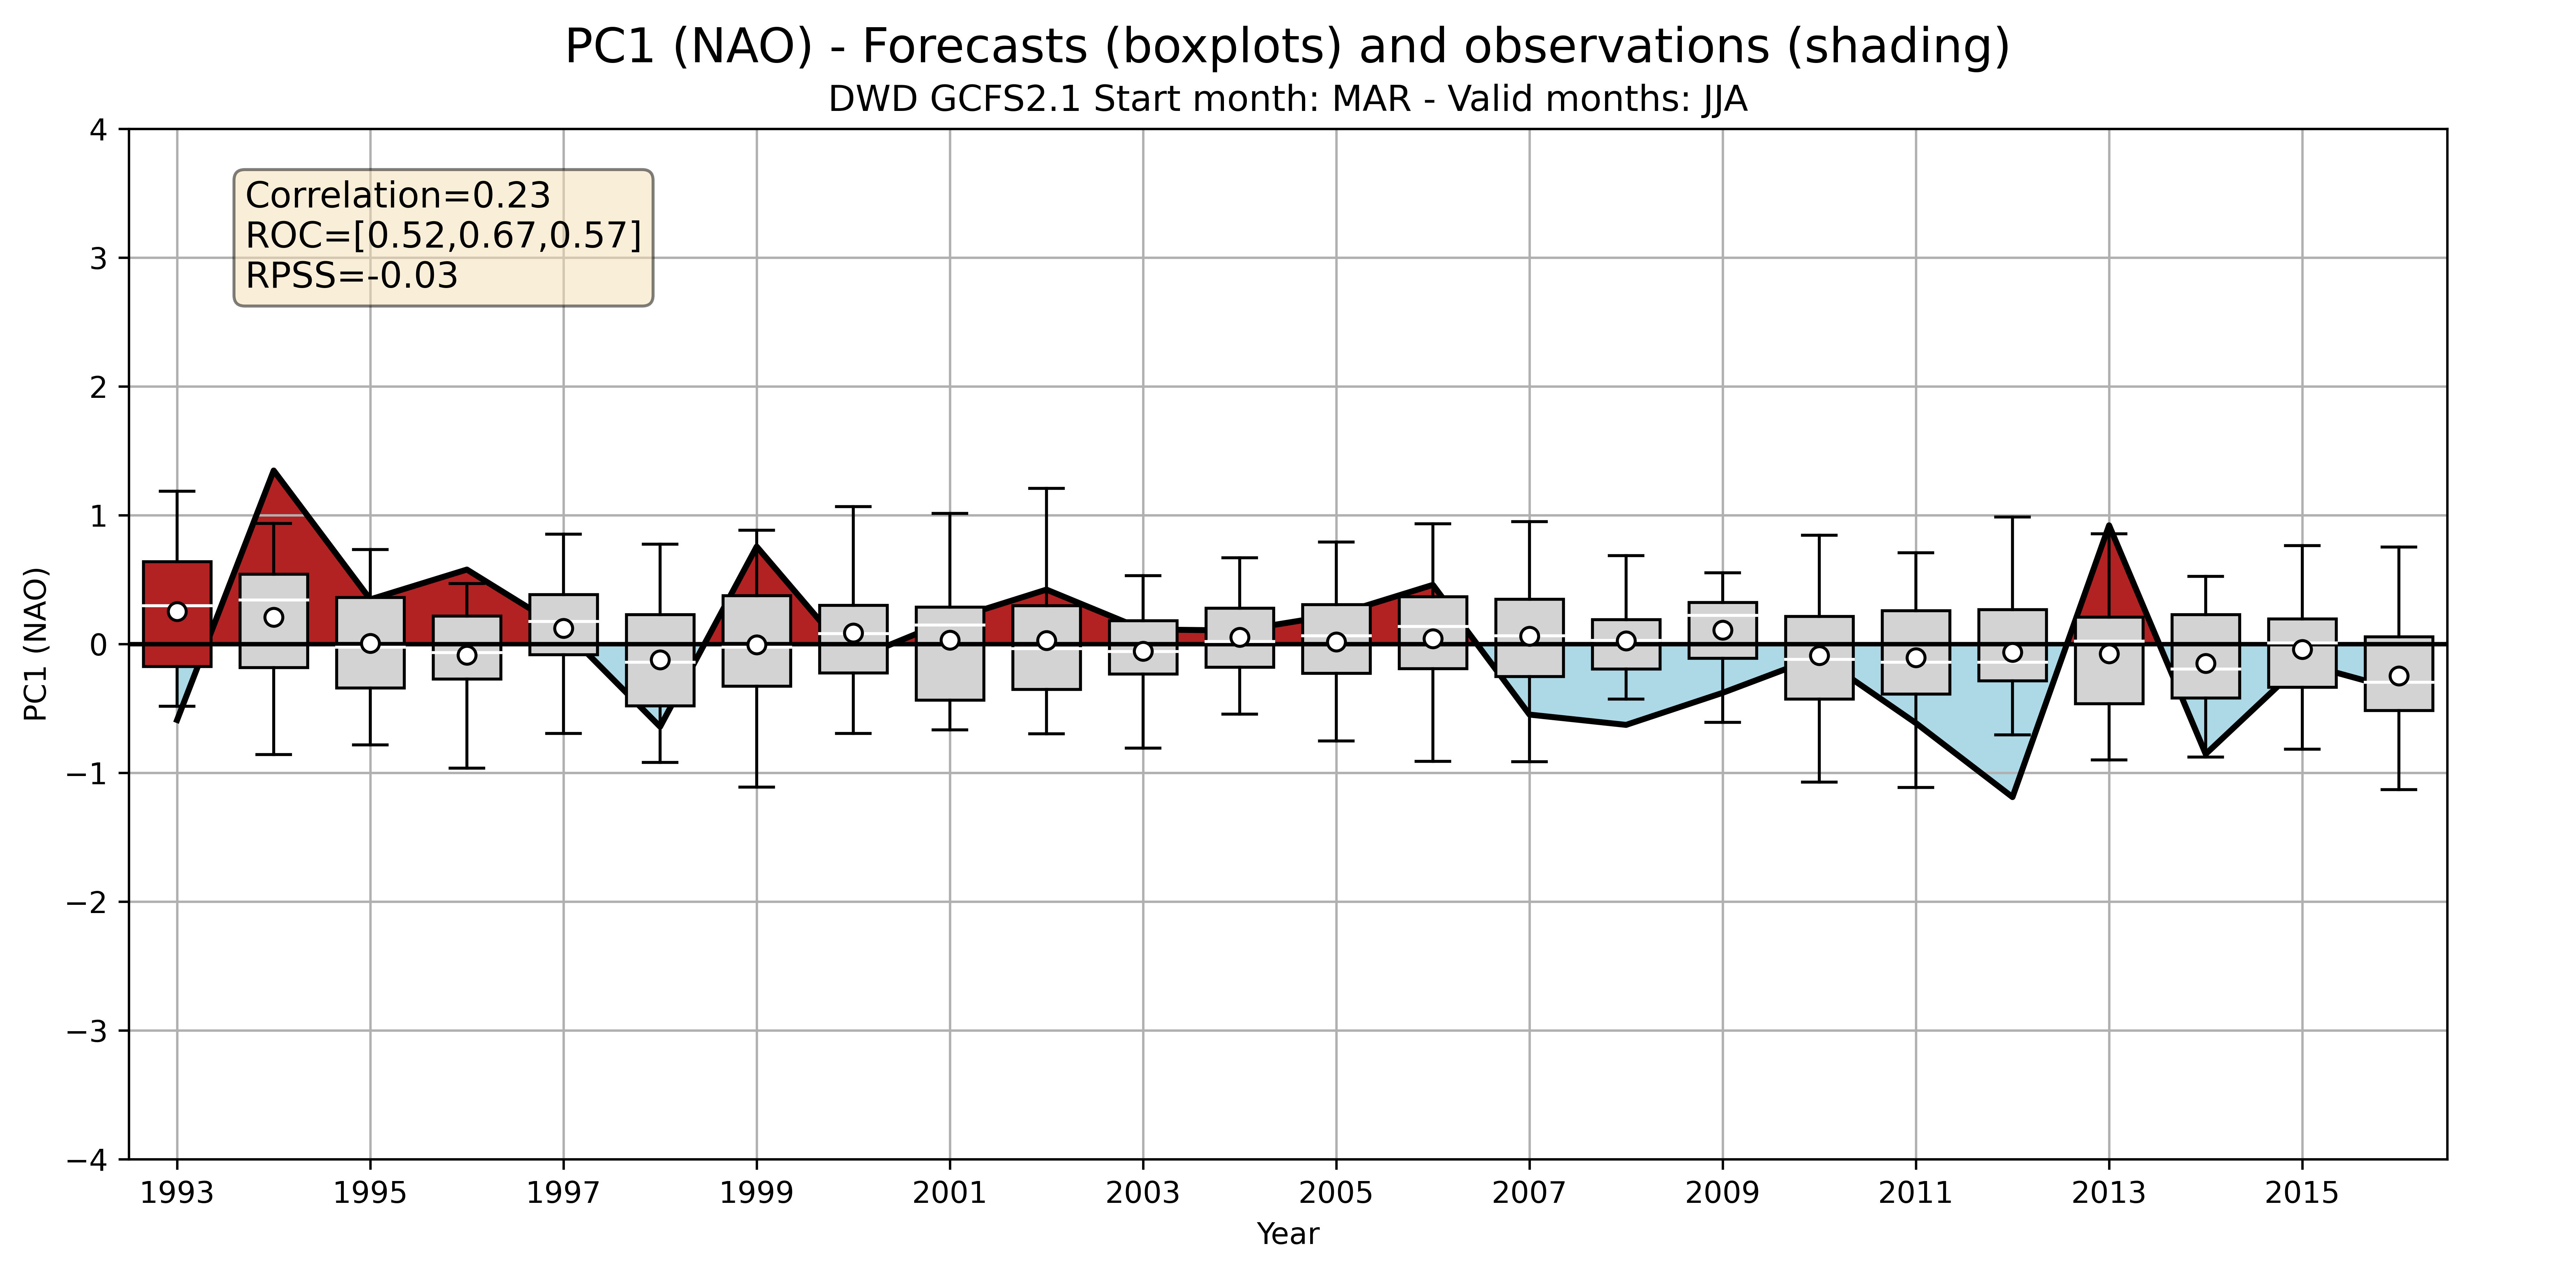 PC1 (NAO) - Forecasts (boxplots) and observations (shading)
DWD GCFS2.1 Start month: MAR - Valid months: JJA
Correlation=0.23
ROC=[0.52,0.67,0.57]
RPSS=-0.03
PC1 (NAO)
4
3
2
1
0
−1
−2
−3
−4
1993 1995 1997 1999 2001 2003 2005 2007 2009 2011 2013 2015
Year